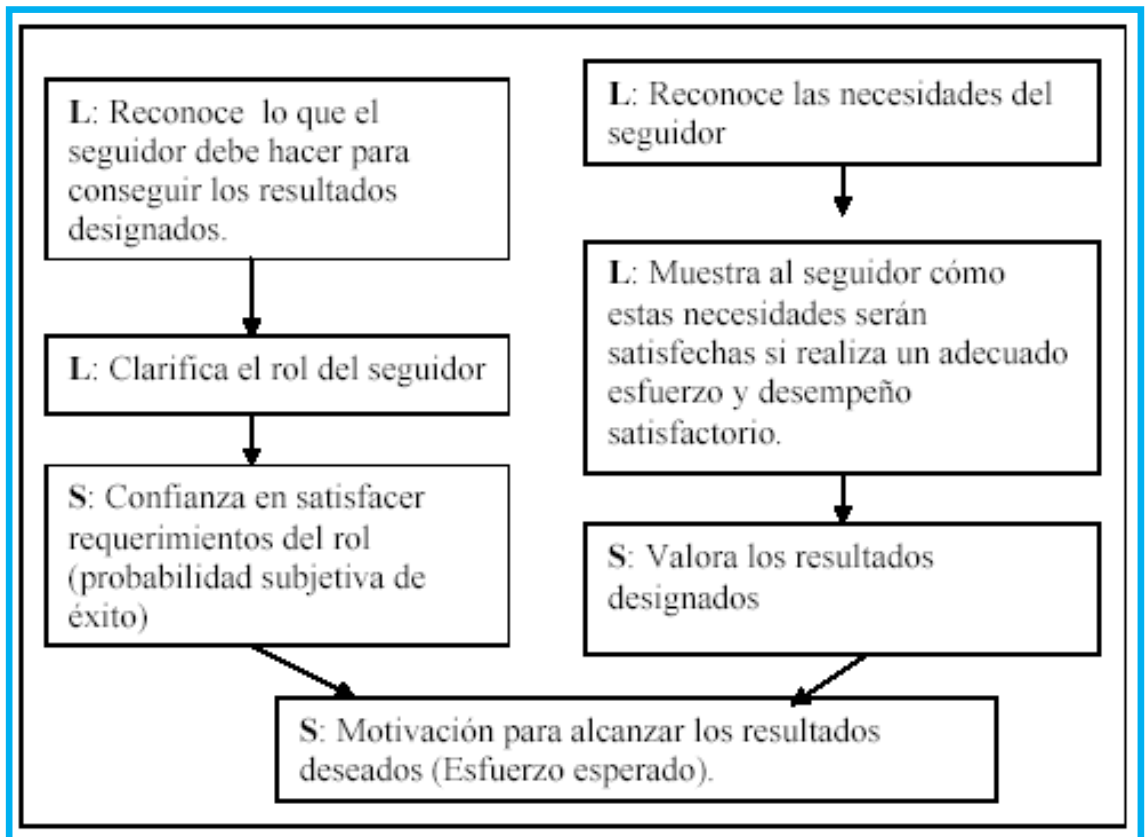 L: Reconoce lo que el
seguidor debe hacer para
conseguir los resultados
designados.
L: Clarifica el rol del seguidor
S: Confianza en satisfacer
requerimientos del rol
(probabilidad subjetiva de
éxito)
L: Reconoce las necesidades del
seguidor
L: Muestra al seguidor cómo
estas necesidades serán
satisfechas si realiza un adecuado
esfuerzo y desempeño
satisfactorio.
S: Valora los resultados
designados
S: Motivación para alcanzar los resultados
deseados (Esfuerzo esperado).